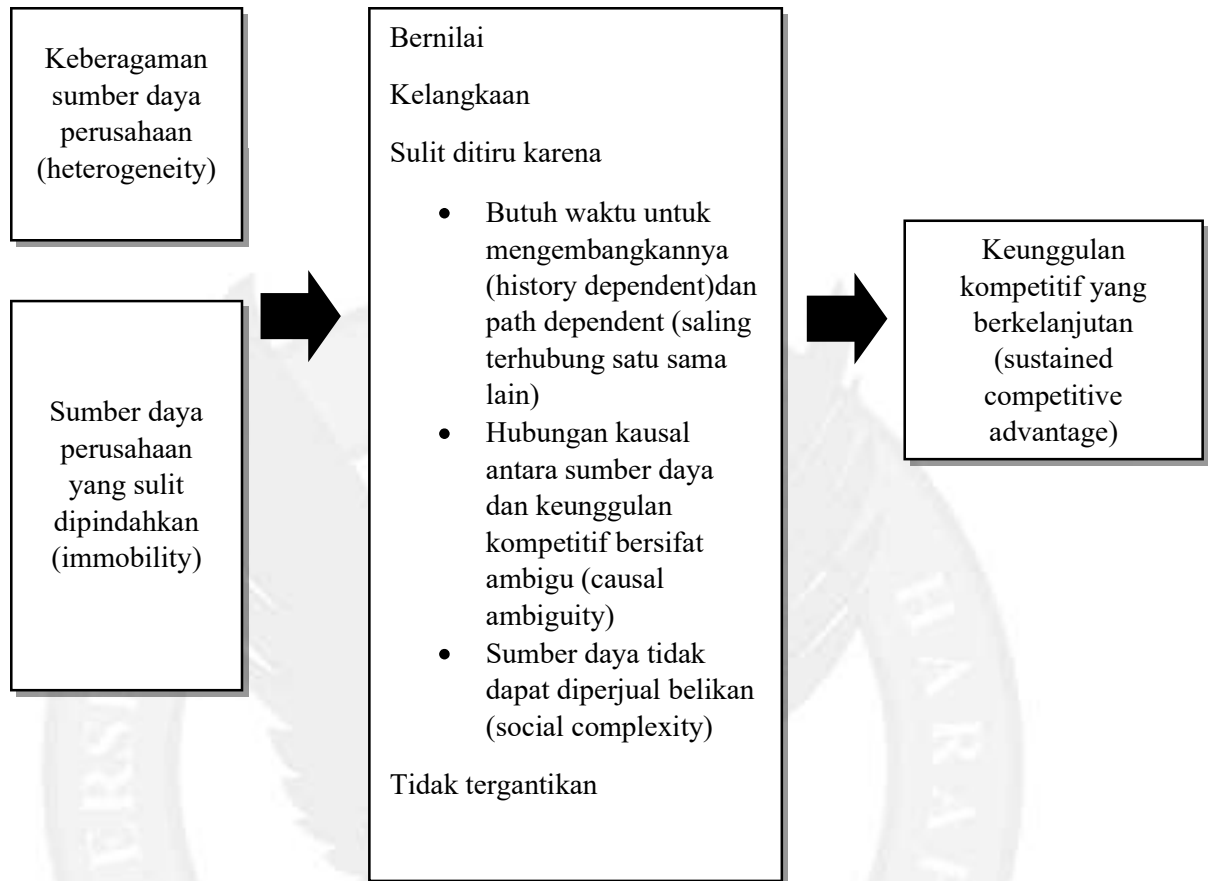 Keberagaman
sumber daya
perusahaan
(heterogeneity)
Sumber daya
perusahaan
yang sulit
dipindahkan
(immobility)
Bernilai
Kelangkaan
Sulit ditiru karena
• Butuh waktu untuk
mengembangkannya
(history dependent)dan
path dependent (saling
terhubung satu sama
lain)
• Hubungan kausal
antara sumber daya
dan keunggulan
kompetitif bersifat
ambigu (causal
ambiguity)
• Sumber daya tidak
dapat diperjual belikan
(social complexity)
Tidak tergantikan
Keunggulan
kompetitif yang
berkelanjutan
(sustained
competitive
advantage)